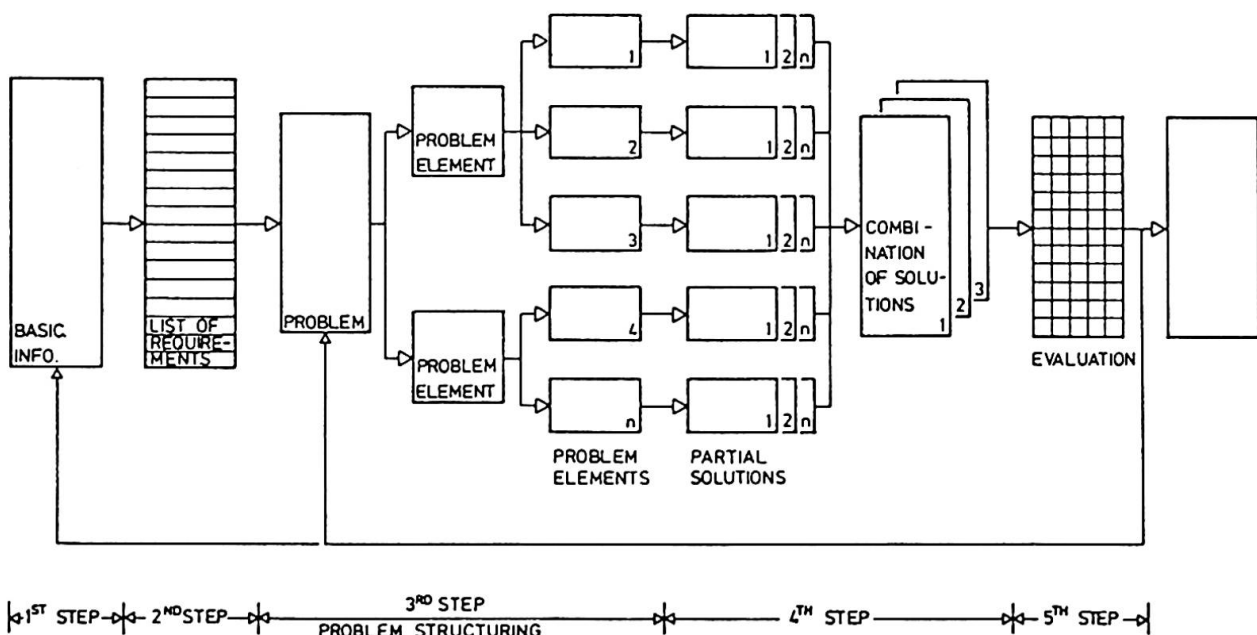 BASIC
INFO.
LIST OF
REQUIRE-
MENTS
PROBLEM
PROBLEM
ELEMENT
PROBLEM
ELEMENT
1
2
3
4
n
PROBLEM
ELEMENTS
1 2 n
1 2 n
1 2 n
1 2 n
1 2 n
PARTIAL
SOLUTIONS
COMBI-
NATION
OF SOLU-
TIONS
1
2
3
EVALUATION
1ST STEP
2ND STEP
3RD STEP
PROBLEM STRUCTURING
4TH STEP
5TH STEP